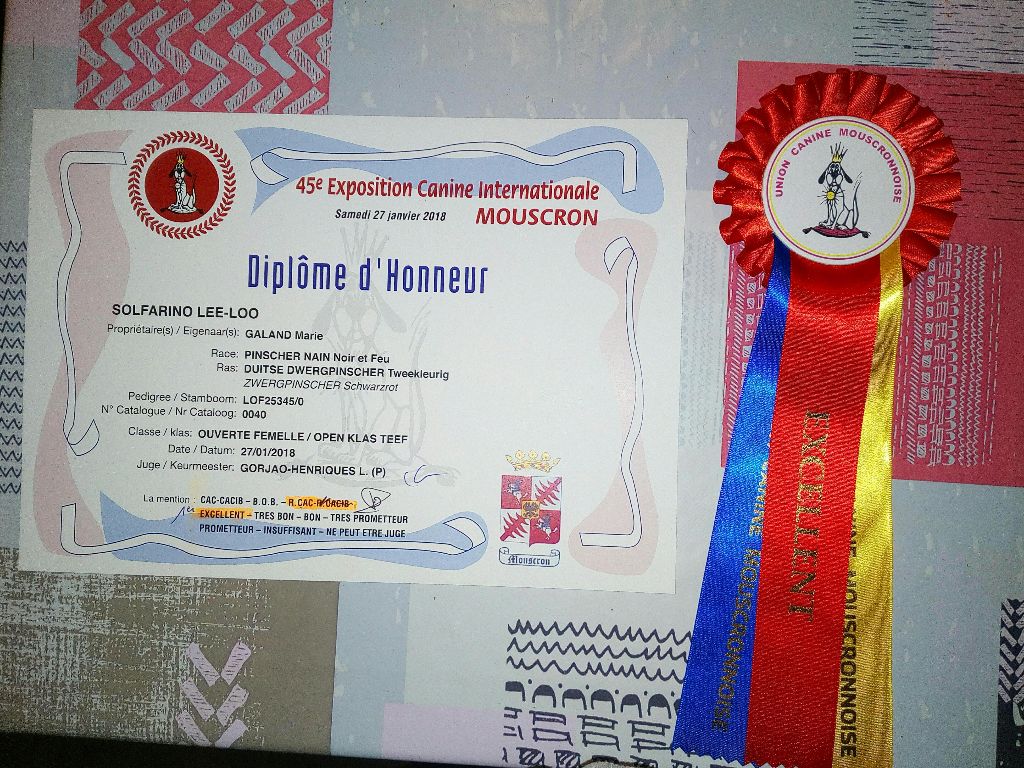 45e Exposition Canine Internationale
Samedi 27 janvier 2018
MOUSCRON
Diplôme d'Honneur
SOLFARINO LEE-LOO
Propriétaire(s) / Eigenaar(s): GALAND Marie
Race: PINSCHER NAIN Noir et Feu
Ras: DUITSE DWERGPINSCHER Tweekleurig
ZWERGPINSCHER Schwarzrot
Pedigree / Stamboom: LOF25345/0
N° Catalogue / Nr Cataloog: 0040
Classe / klas: OUVERTE FEMELLE / OPEN KLAS TEEF
Date / Datum: 27/01/2018
Juge / Keurmeester: GORJAO-HENRIQUES L. (P)
La mention : CAC-CACIB – B.O.B. – R.CAC-R.CACIB –
1er EXCELLENT – TRES BON – BON – TRES PROMETTEUR
PROMETTEUR – INSUFFISANT – NE PEUT ETRE JUGE
Mouscron
UNION CANINE MOUSCRONNOISE
EXCELLENT
CANINE MOUSCRONNOISE
MOUSCRONNOISE